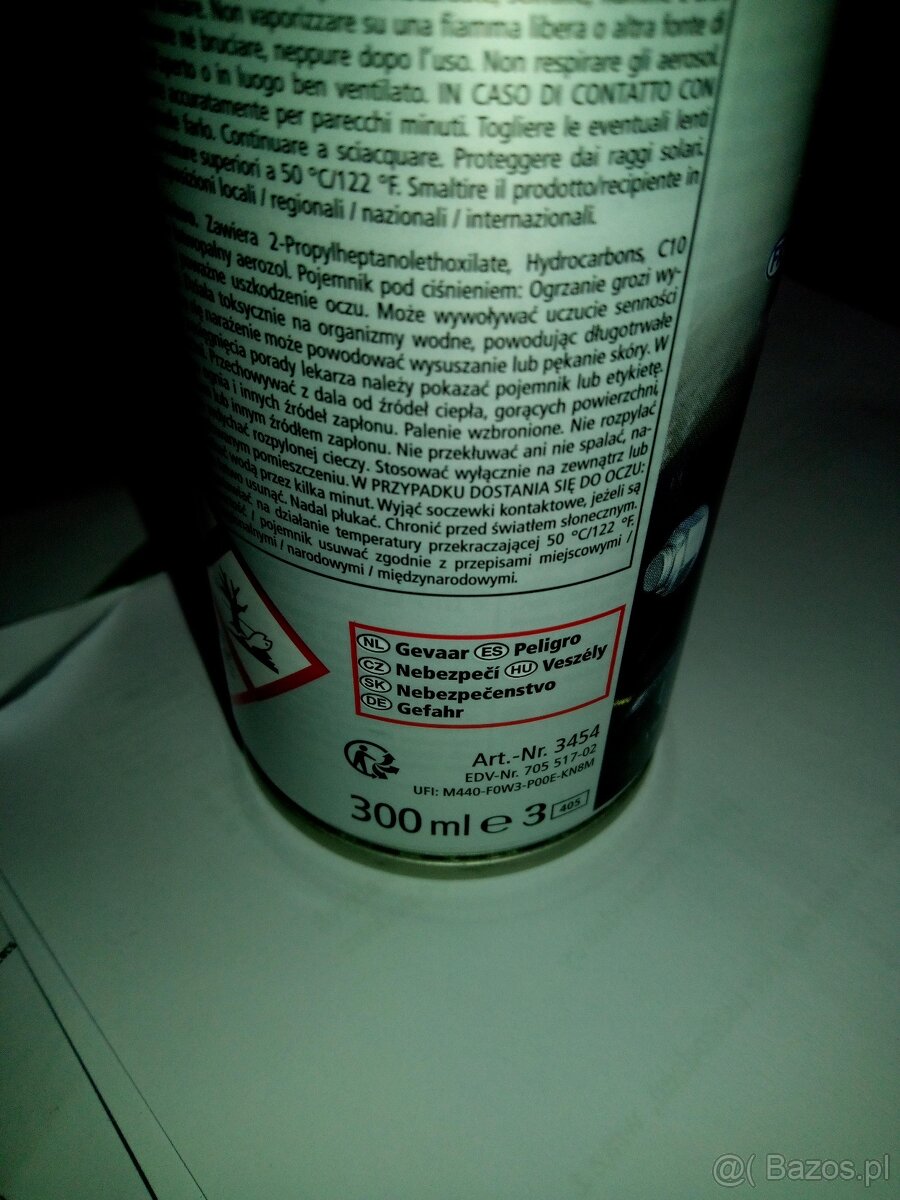 Non vaporizzare su una fiamma libera o altra fonte di
né bruciare, neppure dopo l'uso. Non respirare gli aerosol.
o in luogo ben ventilato. IN CASO DI CONTATTO CON
accuratamente per parecchi minuti. Togliere le eventuali lenti
farlo. Continuare a sciacquare. Proteggere dai raggi solari.
superiori a 50 °C/122 °F. Smaltire il prodotto/recipiente in
locali / regionali / nazionali / internazionali.
Zawiera 2-Propylheptanolethoxilate, Hydrocarbons, C10
aerozol. Pojemnik pod ciśnieniem: Ogrzanie grozi wy-
uszkodzenie oczu. Może wywoływać uczucie senności
toksycznie na organizmy wodne, powodując długotrwałe
narażenie może powodować wysuszanie lub pękanie skóry. W
porady lekarza należy pokazać pojemnik lub etykietę.
Przechowywać z dala od źródeł ciepła, gorących powierzchni,
i innych źródeł zapłonu. Palenie wzbronione. Nie rozpylać
lub innym źródłem zapłonu. Nie przekłuwać ani nie spalać, na-
rozpylonej cieczy. Stosować wyłącznie na zewnątrz lub
pomieszczeniu. W PRZYPADKU DOSTANIA SIĘ DO OCZU:
wodą przez kilka minut. Wyjąć soczewki kontaktowe, jeżeli są
usunąć. Nadal płukać. Chronić przed światłem słonecznym.
na działanie temperatury przekraczającej 50 °C/122 °F.
/ pojemnik usuwać zgodnie z przepisami miejscowymi /
/ narodowymi / międzynarodowymi.
NL Gevaar ES Peligro
CZ Nebezpečí HU Veszély
SK Nebezpečenstvo
DE Gefahr
Art.-Nr. 3454
EDV-Nr. 705 517-02
UFI: M440-F0W3-P00E-KN8M
300 ml e 3 405
@( Bazos.pl